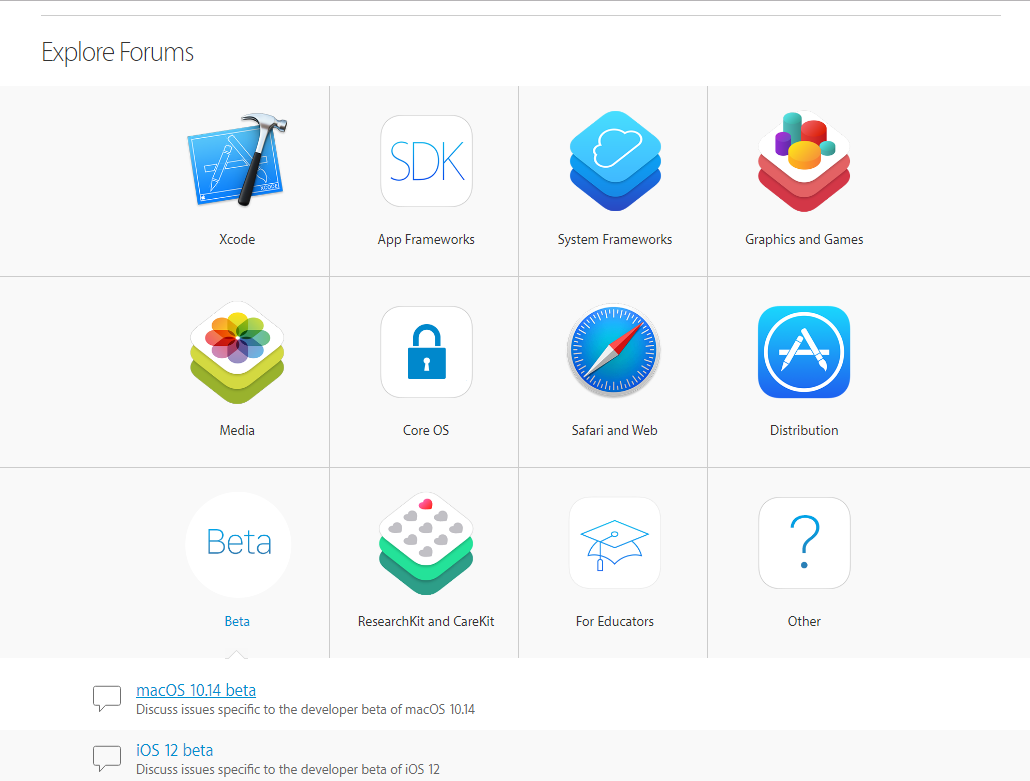 Explore Forums
XCODE
SDK
Xcode
App Frameworks
System Frameworks
Graphics and Games
Media
Core OS
Safari and Web
Distribution
Beta
Beta
ResearchKit and CareKit
For Educators
?
Other
macOS 10.14 beta
Discuss issues specific to the developer beta of macOS 10.14
iOS 12 beta
Discuss issues specific to the developer beta of iOS 12